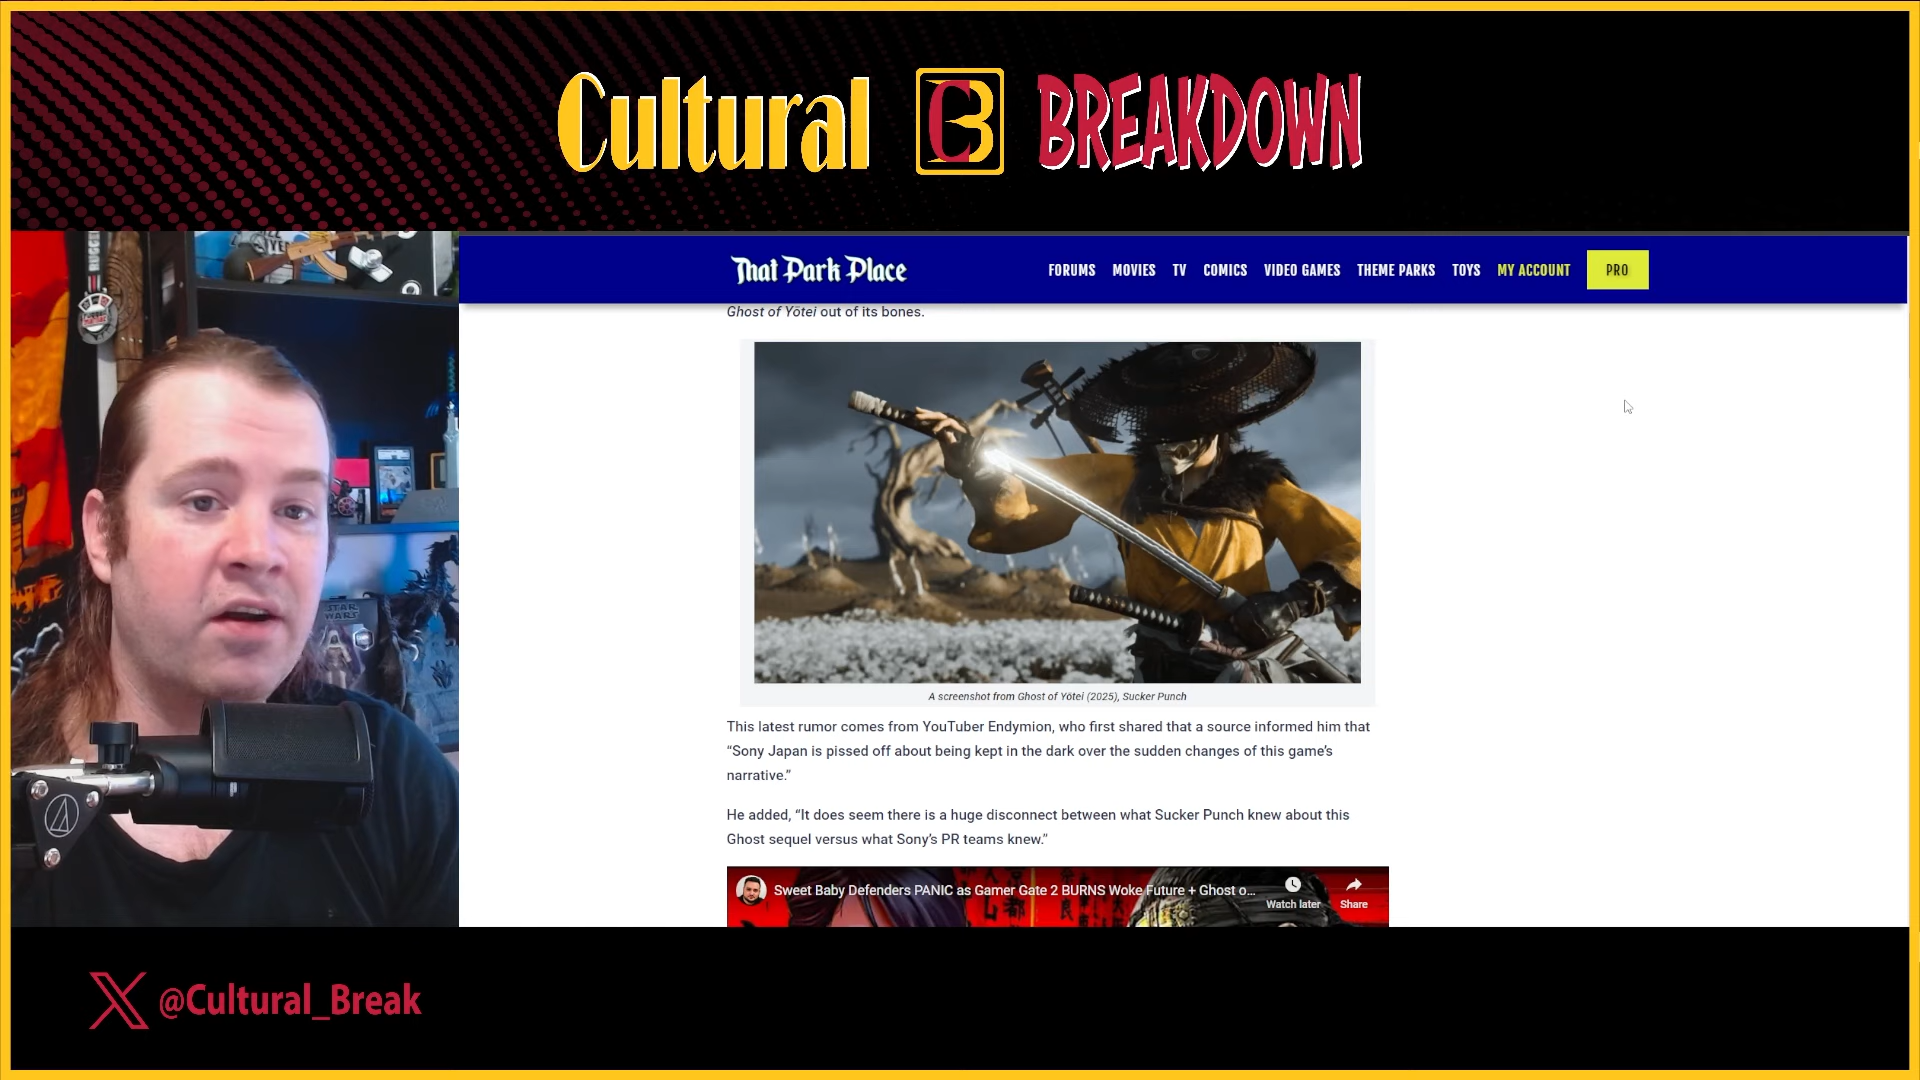 Cultural CB BREAKDOWN
That Park Place
FORUMS MOVIES TV COMICS VIDEO GAMES THEME PARKS TOYS MY ACCOUNT PRO
Ghost of Yōtei out of its bones.
A screenshot from Ghost of Yōtei (2025), Sucker Punch
This latest rumor comes from YouTuber Endymion, who first shared that a source informed him that
“Sony Japan is pissed off about being kept in the dark over the sudden changes of this game’s
narrative.”
He added, “It does seem there is a huge disconnect between what Sucker Punch knew about this
Ghost sequel versus what Sony’s PR teams knew.”
Sweet Baby Defenders PANIC as Gamer Gate 2 BURNS Woke Future + Ghost o...
Watch later
Share
STAR
WARS
X @Cultural_Break